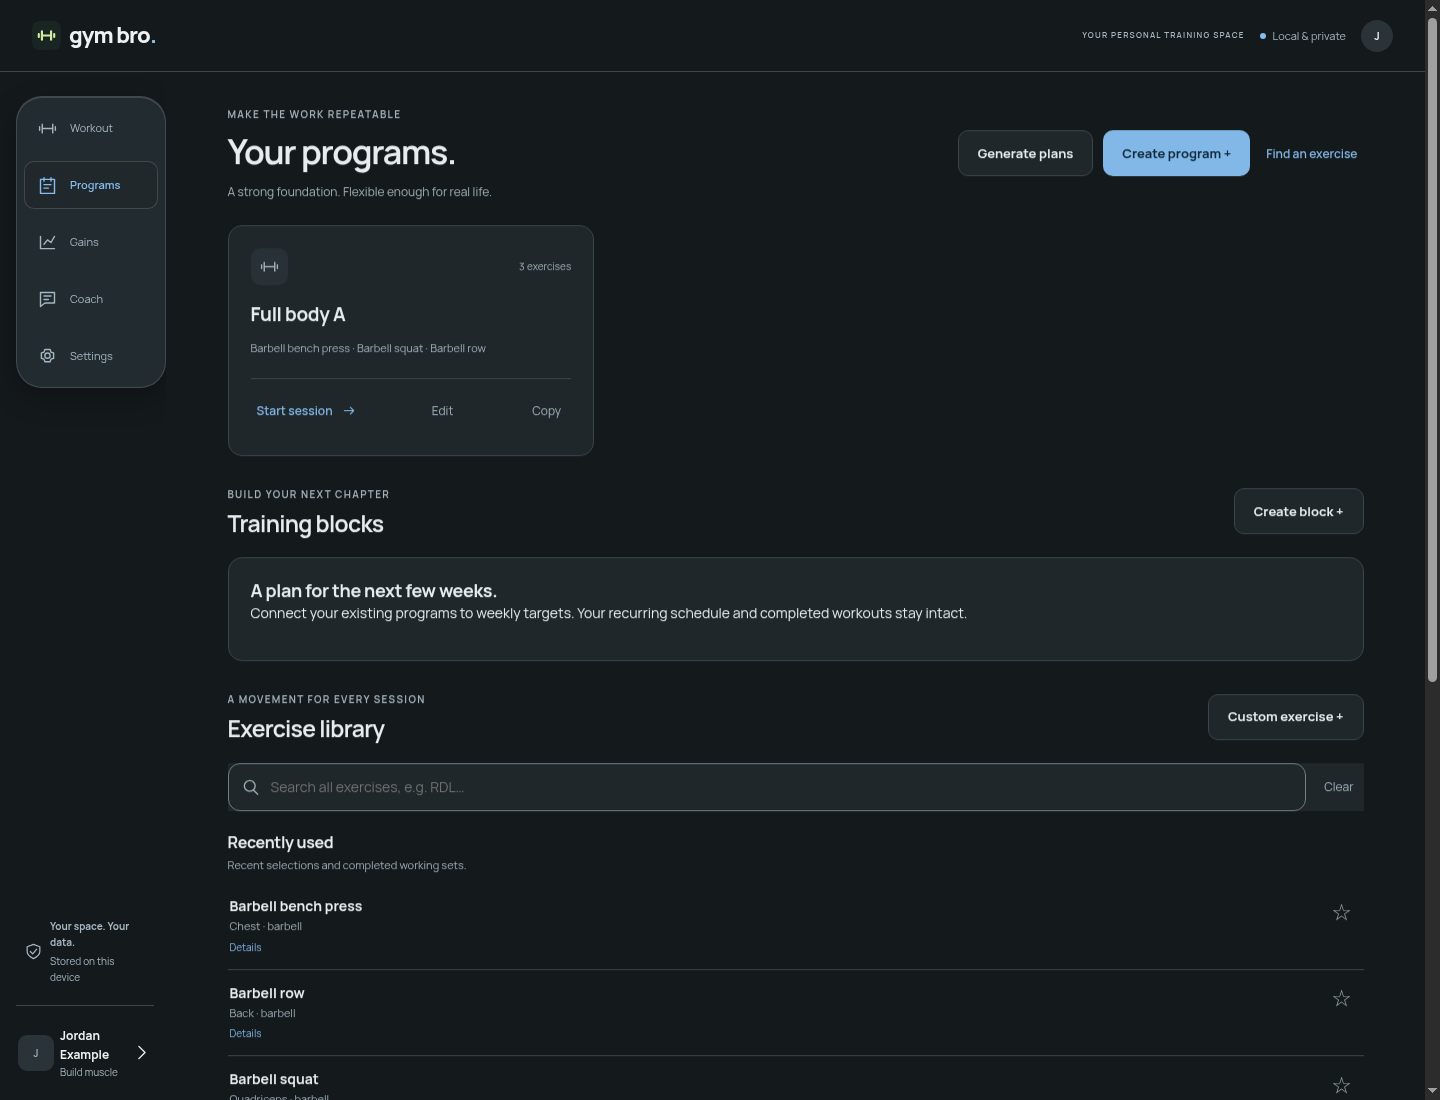 gym bro.
YOUR PERSONAL TRAINING SPACE
Local & private
J
Workout
Programs
Gains
Coach
Settings
Your space. Your
data.
Stored on this
device
J
Jordan
Example
Build muscle
MAKE THE WORK REPEATABLE
Your programs.
A strong foundation. Flexible enough for real life.
Generate plans
Create program +
Find an exercise
3 exercises
Full body A
Barbell bench press · Barbell squat · Barbell row
Start session →
Edit
Copy
BUILD YOUR NEXT CHAPTER
Training blocks
Create block +
A plan for the next few weeks.
Connect your existing programs to weekly targets. Your recurring schedule and completed workouts stay intact.
A MOVEMENT FOR EVERY SESSION
Exercise library
Custom exercise +
Search all exercises, e.g. RDL...
Clear
Recently used
Recent selections and completed working sets.
Barbell bench press
Chest · barbell
Details
Barbell row
Back · barbell
Details
Barbell squat
Quadriceps · barbell